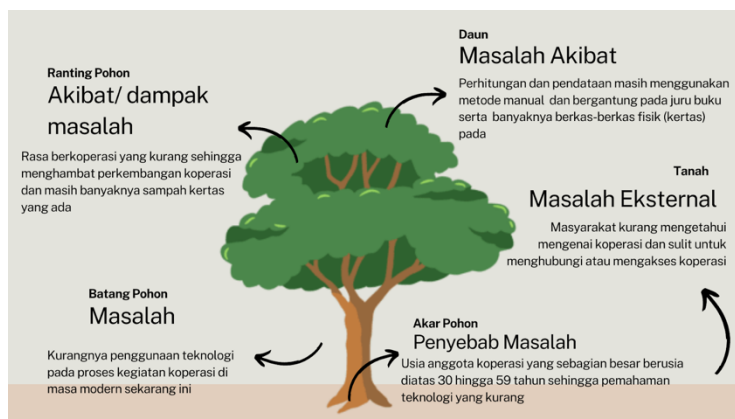 Daun
Masalah Akibat
Perhitungan dan pendataan masih menggunakan
metode manual dan bergantung pada juru buku
serta banyaknya berkas-berkas fisik (kertas)
pada
Ranting Pohon
Akibat/ dampak
masalah
Rasa berkoperasi yang kurang sehingga
menghambat perkembangan koperasi
dan masih banyaknya sampah kertas
yang ada
Tanah
Masalah Eksternal
Masyarakat kurang mengetahui
mengenai koperasi dan sulit untuk
menghubungi atau mengakses koperasi
Batang Pohon
Masalah
Kurangnya penggunaan teknologi
pada proses kegiatan koperasi di
masa modern sekarang ini
Akar Pohon
Penyebab Masalah
Usia anggota koperasi yang sebagian besar berusia
diatas 30 hingga 59 tahun sehingga pemahaman
teknologi yang kurang